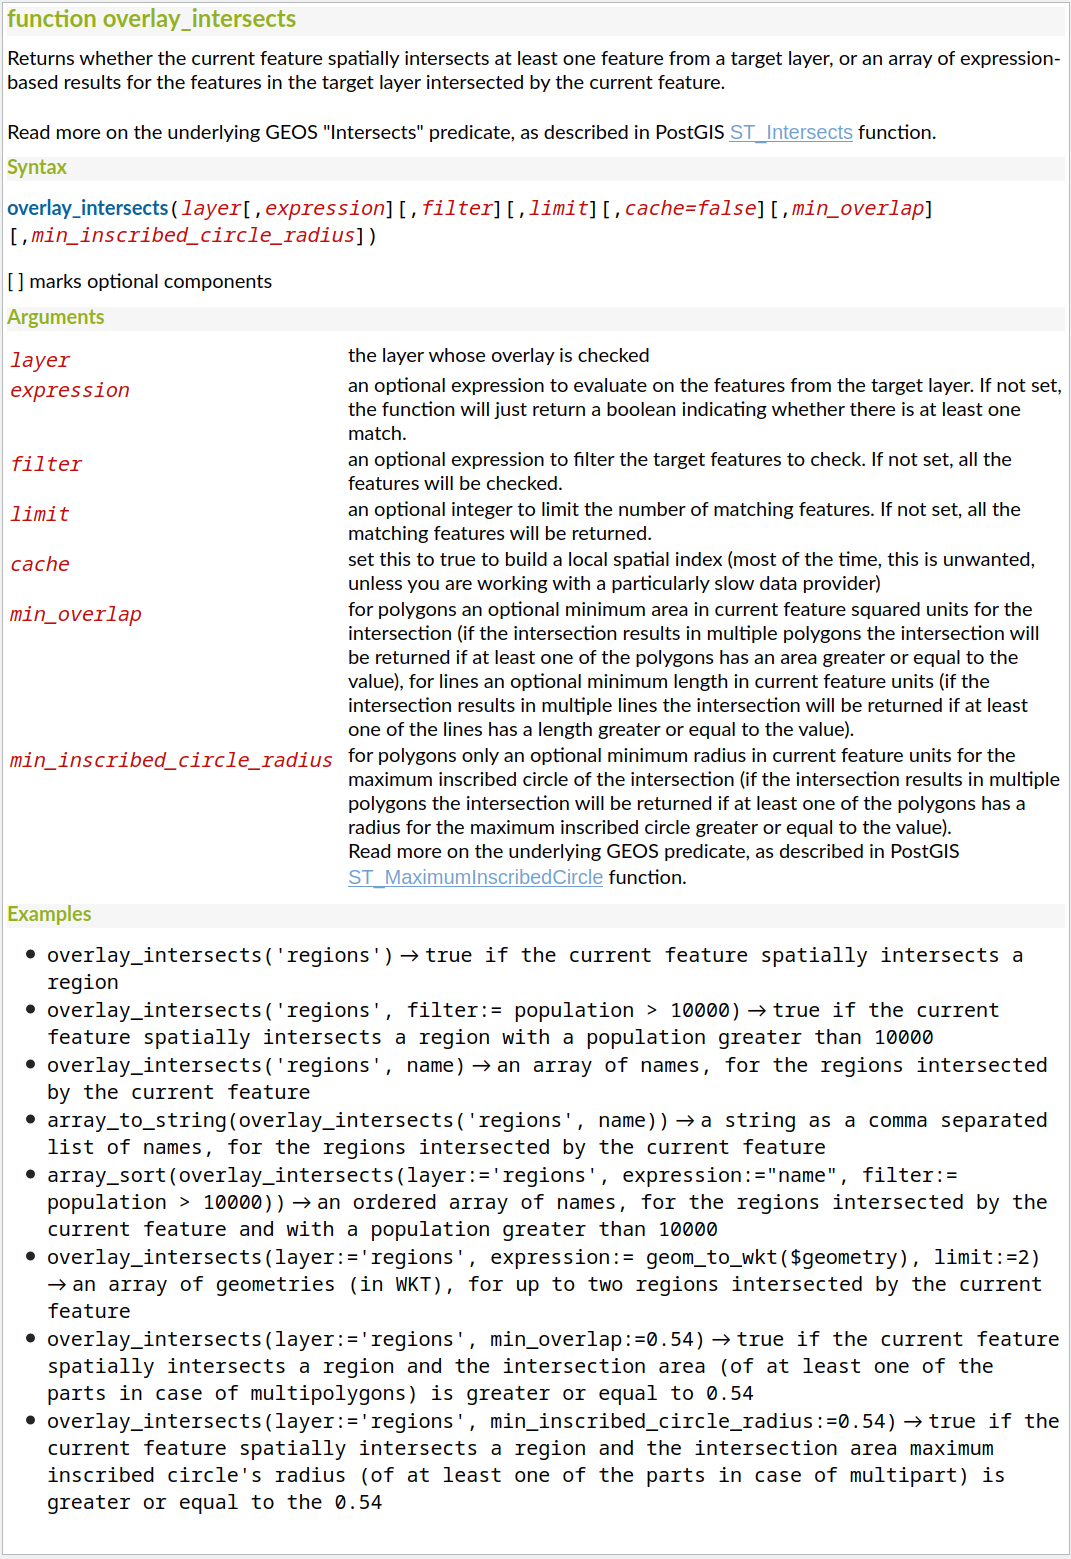 function overlay_intersects
Returns whether the current feature spatially intersects at least one feature from a target layer, or an array of expression-
based results for the features in the target layer intersected by the current feature.
Read more on the underlying GEOS "Intersects" predicate, as described in PostGIS ST_Intersects function.
Syntax
overlay_intersects(layer[,expression][,filter][,limit][,cache=false][,min_overlap]
[,min_inscribed_circle_radius])
[ ] marks optional components
Arguments
layer the layer whose overlay is checked
expression an optional expression to evaluate on the features from the target layer. If not set,
the function will just return a boolean indicating whether there is at least one
match.
filter an optional expression to filter the target features to check. If not set, all the
features will be checked.
limit an optional integer to limit the number of matching features. If not set, all the
matching features will be returned.
cache set this to true to build a local spatial index (most of the time, this is unwanted,
unless you are working with a particularly slow data provider)
min_overlap for polygons an optional minimum area in current feature squared units for the
intersection (if the intersection results in multiple polygons the intersection will
be returned if at least one of the polygons has an area greater or equal to the
value), for lines an optional minimum length in current feature units (if the
intersection results in multiple lines the intersection will be returned if at least
one of the lines has a length greater or equal to the value).
min_inscribed_circle_radius for polygons only an optional minimum radius in current feature units for the
maximum inscribed circle of the intersection (if the intersection results in multiple
polygons the intersection will be returned if at least one of the polygons has a
radius for the maximum inscribed circle greater or equal to the value).
Read more on the underlying GEOS predicate, as described in PostGIS
ST_MaximumInscribedCircle function.
Examples
• overlay_intersects('regions') → true if the current feature spatially intersects a
region
• overlay_intersects('regions', filter:= population > 10000) → true if the current
feature spatially intersects a region with a population greater than 10000
• overlay_intersects('regions', name) → an array of names, for the regions intersected
by the current feature
• array_to_string(overlay_intersects('regions', name)) → a string as a comma separated
list of names, for the regions intersected by the current feature
• array_sort(overlay_intersects(layer:='regions', expression:="name", filter:=
population > 10000)) → an ordered array of names, for the regions intersected by the
current feature and with a population greater than 10000
• overlay_intersects(layer:='regions', expression:= geom_to_wkt($geometry), limit:=2)
→ an array of geometries (in WKT), for up to two regions intersected by the current
feature
• overlay_intersects(layer:='regions', min_overlap:=0.54) → true if the current feature
spatially intersects a region and the intersection area (of at least one of the
parts in case of multipolygons) is greater or equal to 0.54
• overlay_intersects(layer:='regions', min_inscribed_circle_radius:=0.54) → true if the
current feature spatially intersects a region and the intersection area maximum
inscribed circle's radius (of at least one of the parts in case of multipart) is
greater or equal to the 0.54